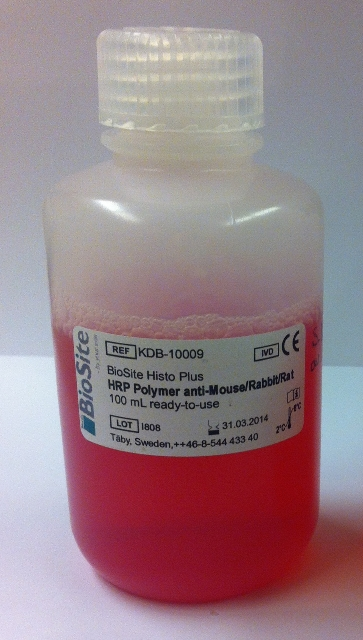 BioSite
REF KDB-10009
IVD CE
BioSite Histo Plus
HRP Polymer anti-Mouse/Rabbit/Rat
100 mL ready-to-use
LOT I808
31.03.2014
2°C 8°C
Täby, Sweden,++46-8-544 433 40